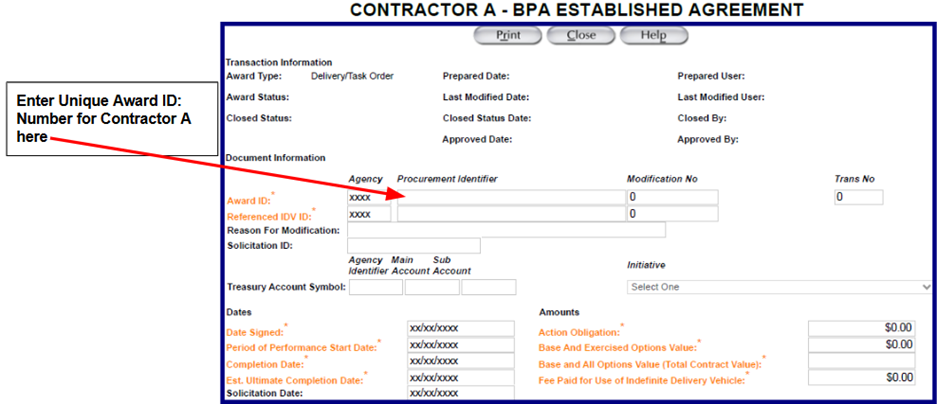 CONTRACTOR A - BPA ESTABLISHED AGREEMENT
Print Close Help
Transaction Information
Award Type: Delivery/Task Order Prepared Date: Prepared User:
Enter Unique Award ID:
Number for Contractor A
here
Award Status: Last Modified Date: Last Modified User:
Closed Status: Closed Status Date: Closed By:
Approved Date: Approved By:
Document Information
Agency Procurement Identifier Modification No Trans No
Award ID:* xxxx 0 0
Referenced IDV ID:* xxxx 0
Reason For Modification:
Solicitation ID:
Agency Main Sub
Identifier Account Account Initiative
Treasury Account Symbol: Select One
Dates Amounts
Date Signed:* xx/xx/xxxx Action Obligation:* $0.00
Period of Performance Start Date:* xx/xx/xxxx Base And Exercised Options Value:* $0.00
Completion Date:* xx/xx/xxxx Base and All Options Value (Total Contract Value):*
Est. Ultimate Completion Date:* xx/xx/xxxx Fee Paid for Use of Indefinite Delivery Vehicle:* $0.00
Solicitation Date: xx/xx/xxxx